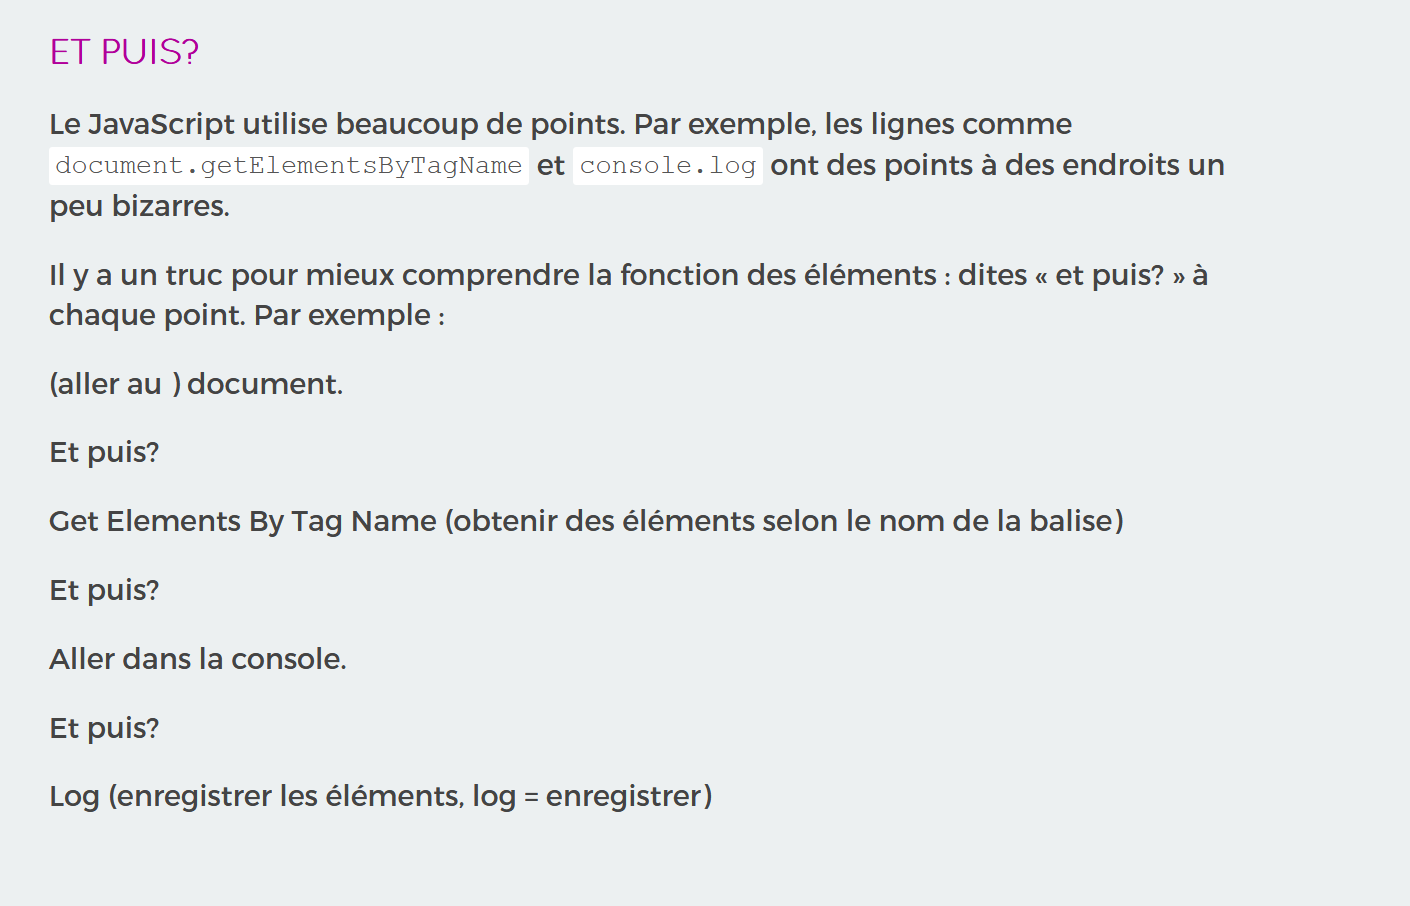 ET PUIS?
Le JavaScript utilise beaucoup de points. Par exemple, les lignes comme
document.getElementsByTagName et console.log ont des points à des endroits un
peu bizarres.
Il y a un truc pour mieux comprendre la fonction des éléments : dites « et puis? » à
chaque point. Par exemple :
(aller au ) document.
Et puis?
Get Elements By Tag Name (obtenir des éléments selon le nom de la balise)
Et puis?
Aller dans la console.
Et puis?
Log (enregistrer les éléments, log = enregistrer)